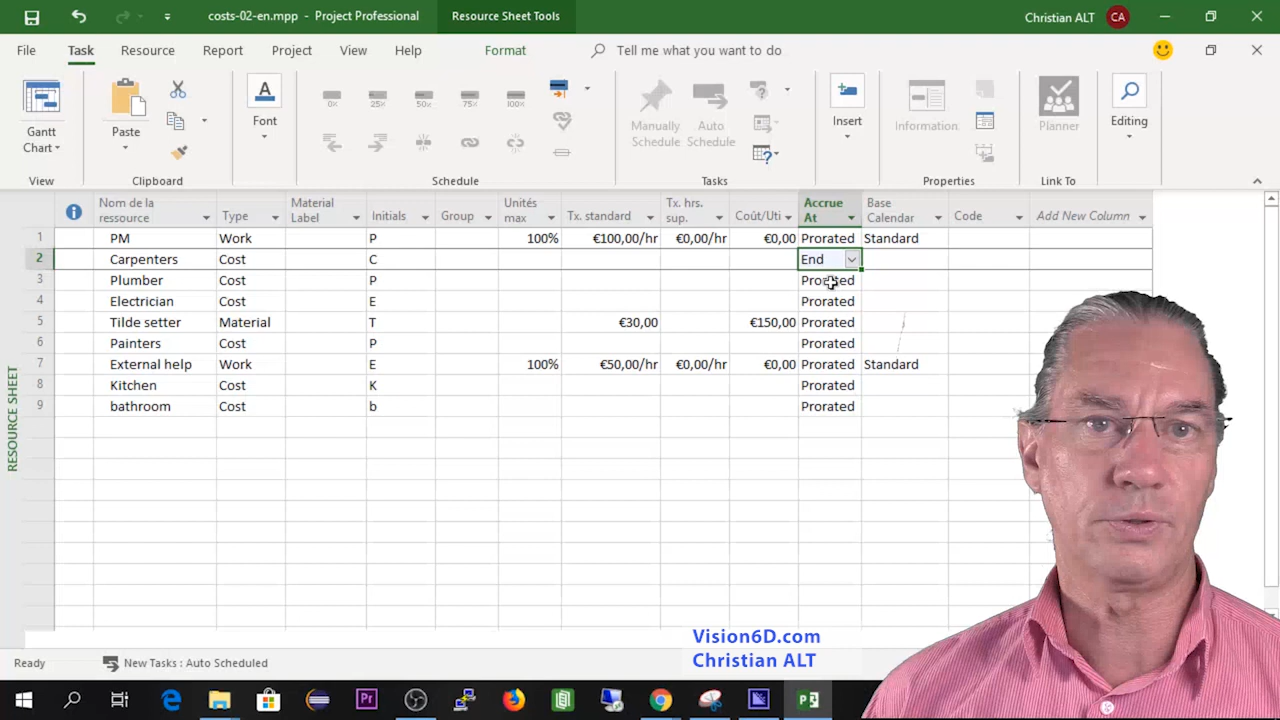 costs-02-en.mpp - Project Professional
Resource Sheet Tools
Christian ALT
CA
File
Task
Resource
Report
Project
View
Help
Format
Tell me what you want to do
Gantt
Chart
View
Paste
Clipboard
Font
0%
25%
50%
75%
100%
Schedule
Manually
Schedule
Auto
Schedule
Tasks
Insert
Information
Properties
Planner
Link To
Editing
Nom de la
ressource
Type
Material
Label
Initials
Group
Unités
max
Tx. standard
Tx. hrs.
sup.
Coût/Uti
Accrue
At
Base
Calendar
Code
Add New Column
1 PM Work P 100% €100,00/hr €0,00/hr €0,00 Prorated Standard
2 Carpenters Cost C End
3 Plumber Cost P Prorated
4 Electrician Cost E Prorated
5 Tilde setter Material T €30,00 €150,00 Prorated
6 Painters Cost P Prorated
7 External help Work E 100% €50,00/hr €0,00/hr €0,00 Prorated Standard
8 Kitchen Cost K Prorated
9 bathroom Cost b Prorated
RESOURCE SHEET
Vision6D.com
Christian ALT
Ready
New Tasks : Auto Scheduled
Pr